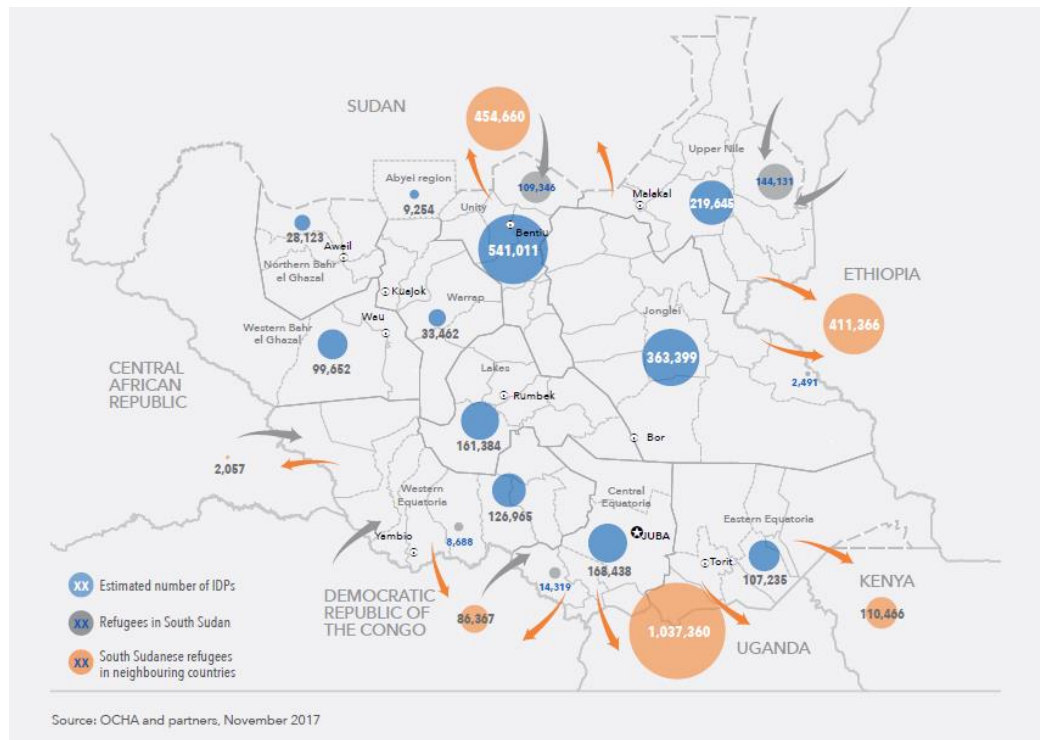 SUDAN
454,660
Upper Nile
109,346
144,131
Abyei region
9,254
Unity
Malakal
219,645
Bentiu
541,011
28,123
Aweil
Northern Bahr
el Ghazal
ETHIOPIA
411,366
Kuajok
Warrap
33,462
Wau
Western Bahr
el Ghazal
99,652
Jonglei
363,399
CENTRAL
AFRICAN
REPUBLIC
Lakes
Rumbek
2,491
161,384
Bor
2,057
Western
Equatoria
126,965
Central
Equatoria
Eastern Equatoria
Yambio
8,688
JUBA
168,438
Torit
107,235
14,319
KENYA
110,466
DEMOCRATIC
REPUBLIC OF
THE CONGO
86,367
1,037,360
UGANDA
XX Estimated number of IDPs
XX Refugees in South Sudan
XX South Sudanese refugees
in neighbouring countries
Source: OCHA and partners, November 2017